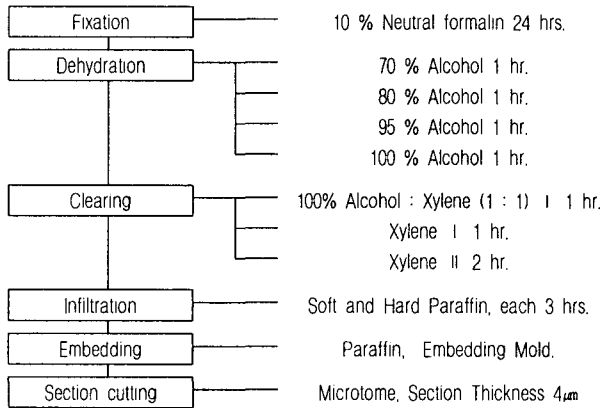 Fixation 10 % Neutral formalin 24 hrs.
Dehydration 70 % Alcohol 1 hr.
80 % Alcohol 1 hr.
95 % Alcohol 1 hr.
100 % Alcohol 1 hr.
Clearing 100% Alcohol : Xylene (1 : 1) I 1 hr.
Xylene I 1 hr.
Xylene II 2 hr.
Infiltration Soft and Hard Paraffin, each 3 hrs.
Embedding Paraffin, Embedding Mold.
Section cutting Microtome, Section Thickness 4㎛